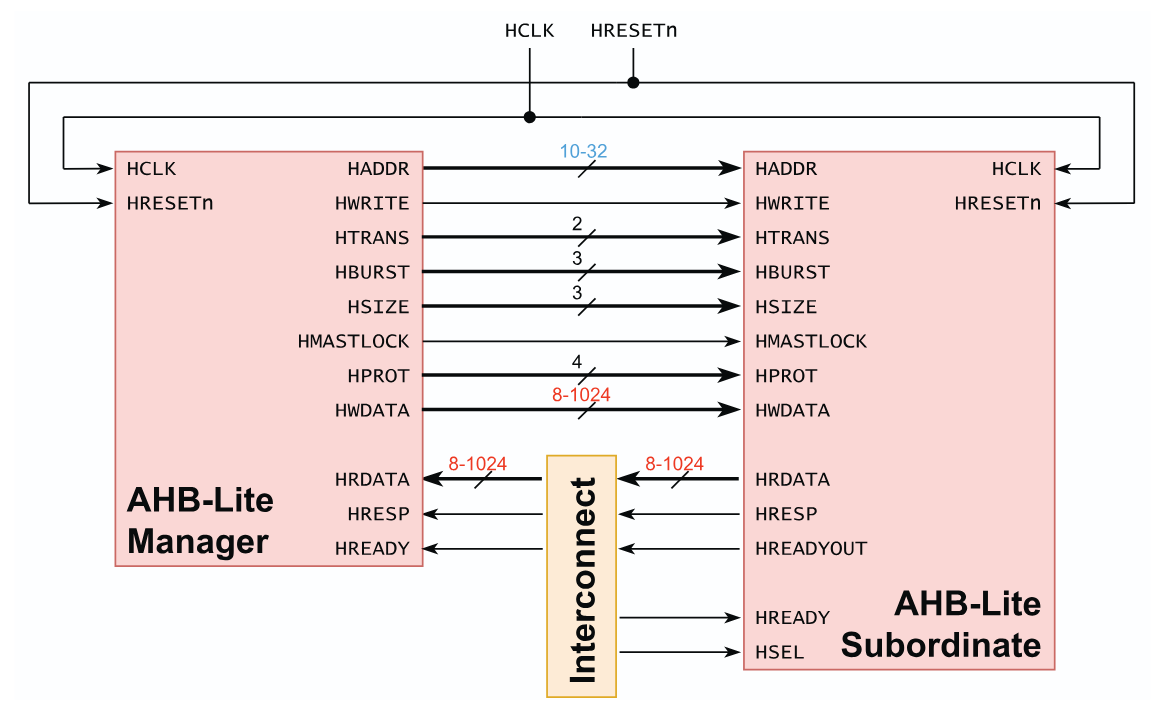 HCLK HRESETn
10-32
HCLK HADDR HADDR HCLK
HRESETn HWRITE HWRITE HRESETn
2
HTRANS HTRANS
3
HBURST HBURST
3
HSIZE HSIZE
HMASTLOCK HMASTLOCK
4
HPROT HPROT
8-1024
HWDATA HWDATA
8-1024 8-1024
HRDATA HRDATA
AHB-Lite
Manager
HRESP HRESP
HREADY HREADYOUT
Interconnect
HREADY
HSEL
AHB-Lite
Subordinate